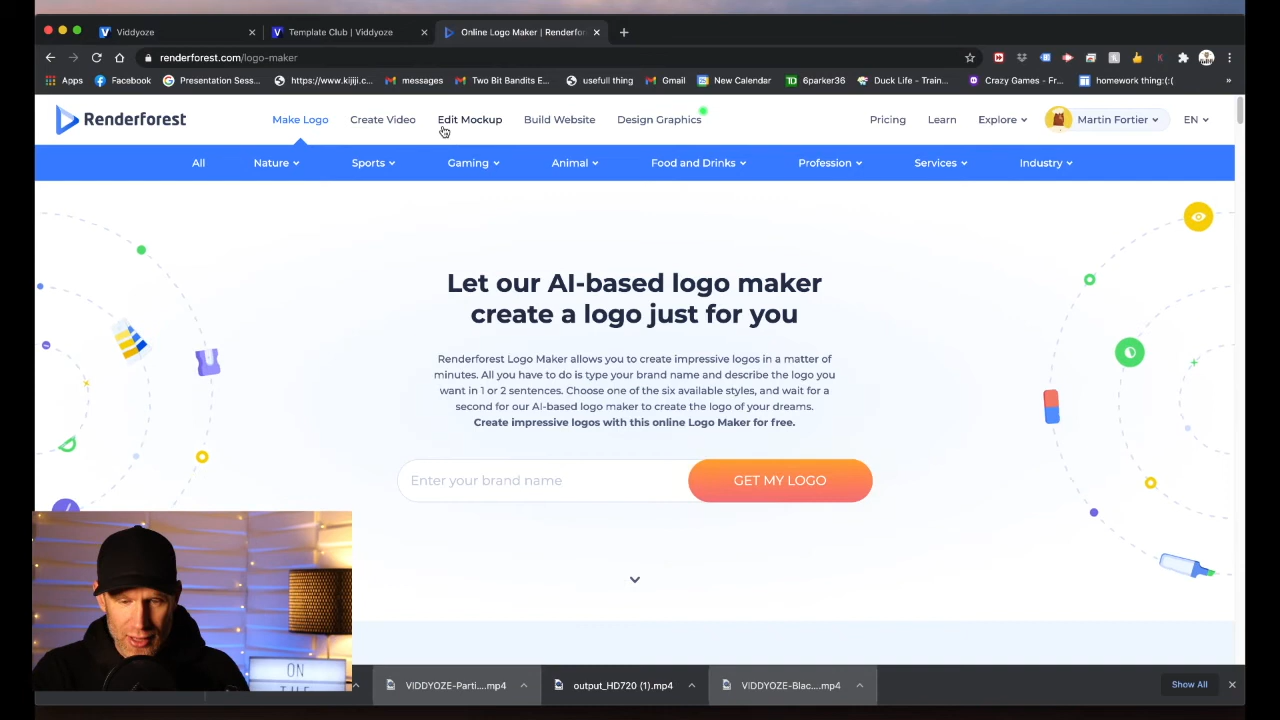 Viddyoze
Template Club | Viddyoze
Online Logo Maker | Renderfor
renderforest.com/logo-maker
Apps
Facebook
Presentation Sess...
https://www.kijiji.c...
messages
Two Bit Bandits E...
usefull thing
Gmail
New Calendar
6parker36
Duck Life - Train...
Crazy Games - Fr...
homework thing:(:(
»
Renderforest
Make Logo
Create Video
Edit Mockup
Build Website
Design Graphics
Pricing
Learn
Explore
Martin Fortier
EN
All
Nature
Sports
Gaming
Animal
Food and Drinks
Profession
Services
Industry
Let our AI-based logo maker
create a logo just for you
Renderforest Logo Maker allows you to create impressive logos in a matter of
minutes. All you have to do is type your brand name and describe the logo you
want in 1 or 2 sentences. Choose one of the six available styles, and wait for a
second for our AI-based logo maker to create the logo of your dreams.
Create impressive logos with this online Logo Maker for free.
Enter your brand name
GET MY LOGO
ON
THE
VIDDYOZE-Parti....mp4
output_HD720 (1).mp4
VIDDYOZE-Blac....mp4
Show All